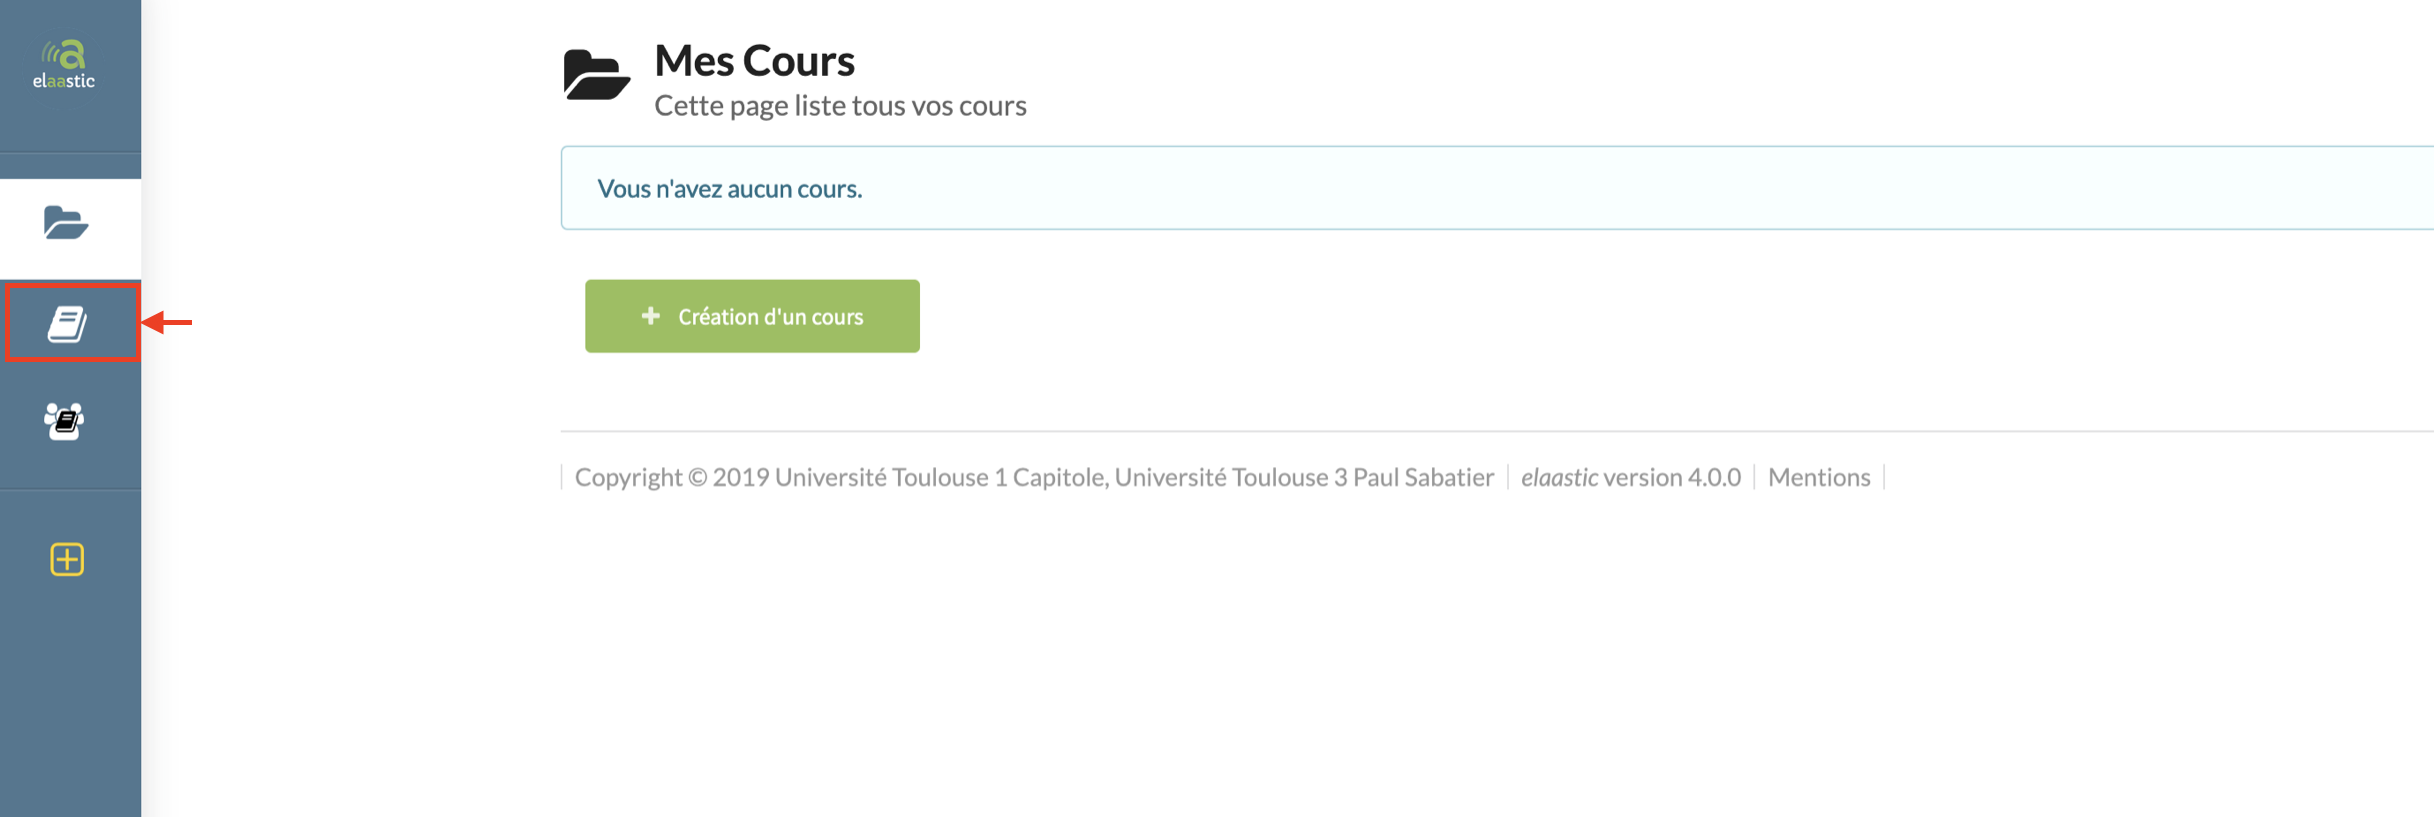 elaastic
Mes Cours
Cette page liste tous vos cours
Vous n'avez aucun cours.
+ Création d'un cours
Copyright © 2019 Université Toulouse 1 Capitole, Université Toulouse 3 Paul Sabatier | elaastic version 4.0.0 | Mentions